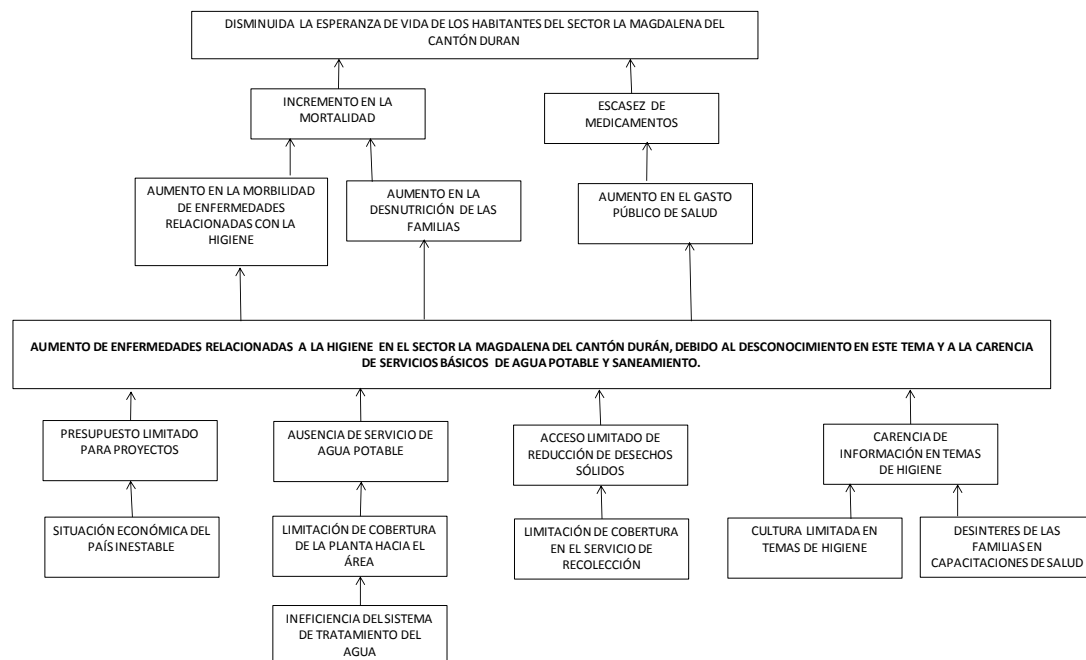 DISMINUIDA LA ESPERANZA DE VIDA DE LOS HABITANTES DEL SECTOR LA MAGDALENA DEL
CANTÓN DURAN
INCREMENTO EN LA
MORTALIDAD
ESCASEZ DE
MEDICAMENTOS
AUMENTO EN LA MORBILIDAD
DE ENFERMEDADES
RELACIONADAS CON LA
HIGIENE
AUMENTO EN LA
DESNUTRICIÓN DE LAS
FAMILIAS
AUMENTO EN EL GASTO
PÚBLICO DE SALUD
AUMENTO DE ENFERMEDADES RELACIONADAS A LA HIGIENE EN EL SECTOR LA MAGDALENA DEL CANTÓN DURÁN, DEBIDO AL DESCONOCIMIENTO EN ESTE TEMA Y A LA CARENCIA
DE SERVICIOS BÁSICOS DE AGUA POTABLE Y SANEAMIENTO.
PRESUPUESTO LIMITADO
PARA PROYECTOS
AUSENCIA DE SERVICIO DE
AGUA POTABLE
ACCESO LIMITADO DE
REDUCCIÓN DE DESECHOS
SÓLIDOS
CARENCIA DE
INFORMACIÓN EN TEMAS
DE HIGIENE
SITUACIÓN ECONÓMICA DEL
PAÍS INESTABLE
LIMITACIÓN DE COBERTURA
DE LA PLANTA HACIA EL
ÁREA
LIMITACIÓN DE COBERTURA
EN EL SERVICIO DE
RECOLECCIÓN
CULTURA LIMITADA EN
TEMAS DE HIGIENE
DESINTERES DE LAS
FAMILIAS EN
CAPACITACIONES DE SALUD
INEFICIENCIA DEL SISTEMA
DE TRATAMIENTO DEL
AGUA